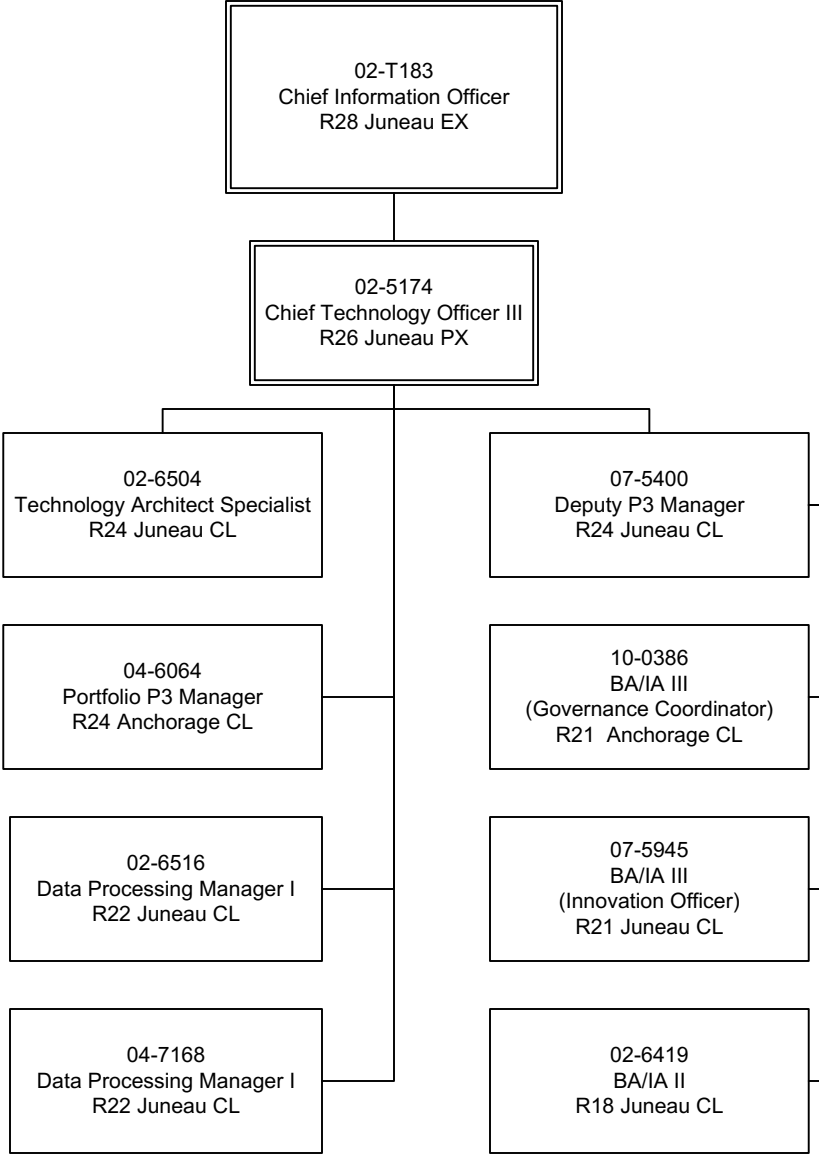 02-T183
Chief Information Officer
R28 Juneau EX
02-5174
Chief Technology Officer III
R26 Juneau PX
02-6504
Technology Architect Specialist
R24 Juneau CL
07-5400
Deputy P3 Manager
R24 Juneau CL
04-6064
Portfolio P3 Manager
R24 Anchorage CL
10-0386
BA/IA III
(Governance Coordinator)
R21 Anchorage CL
02-6516
Data Processing Manager I
R22 Juneau CL
07-5945
BA/IA III
(Innovation Officer)
R21 Juneau CL
04-7168
Data Processing Manager I
R22 Juneau CL
02-6419
BA/IA II
R18 Juneau CL